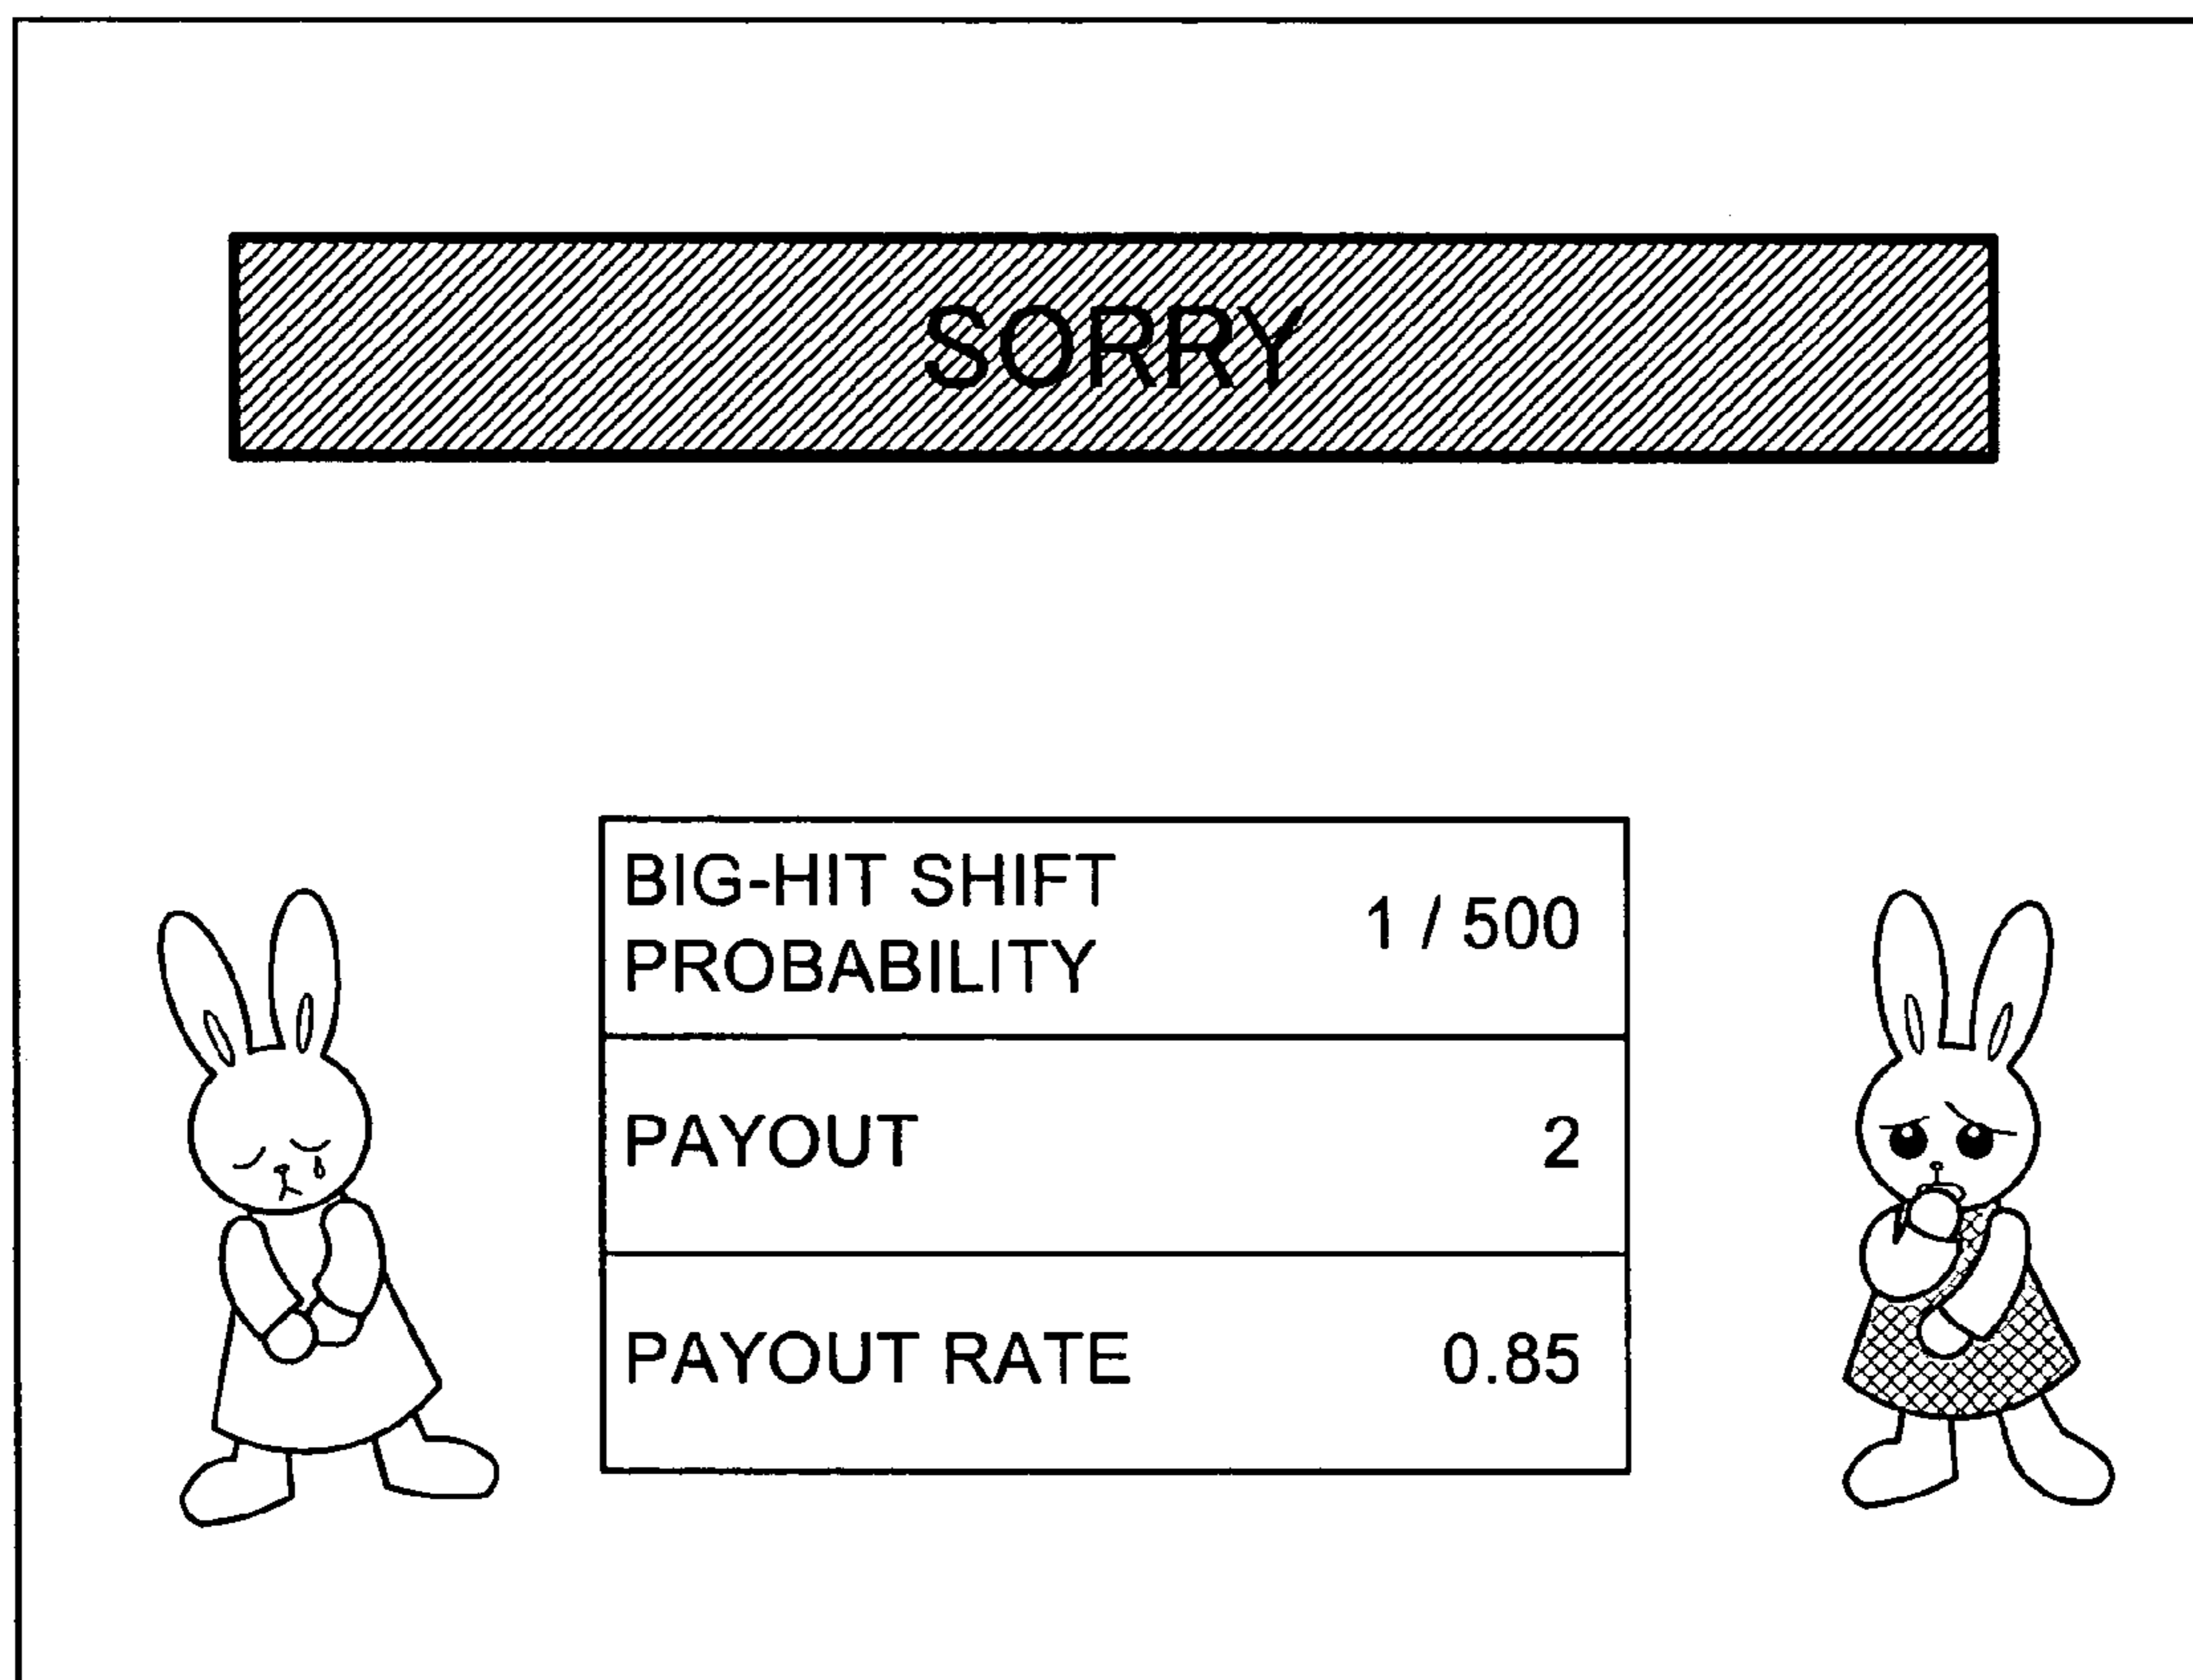 SORRY
BIG-HIT SHIFT
PROBABILITY
1 / 500
PAYOUT 2
PAYOUT RATE 0.85